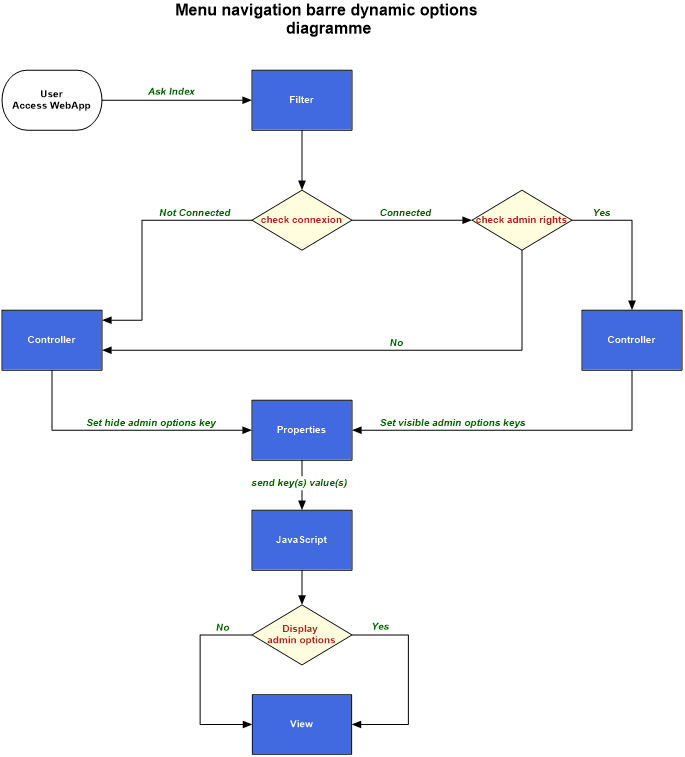 Menu navigation barre dynamic options
diagramme
User
Access WebApp
Ask Index
Filter
Not Connected
check connexion
Connected
check admin rights
Yes
Controller
No
Controller
Set hide admin options key
Properties
Set visible admin options keys
send key(s) value(s)
JavaScript
No
Display
admin options
Yes
View